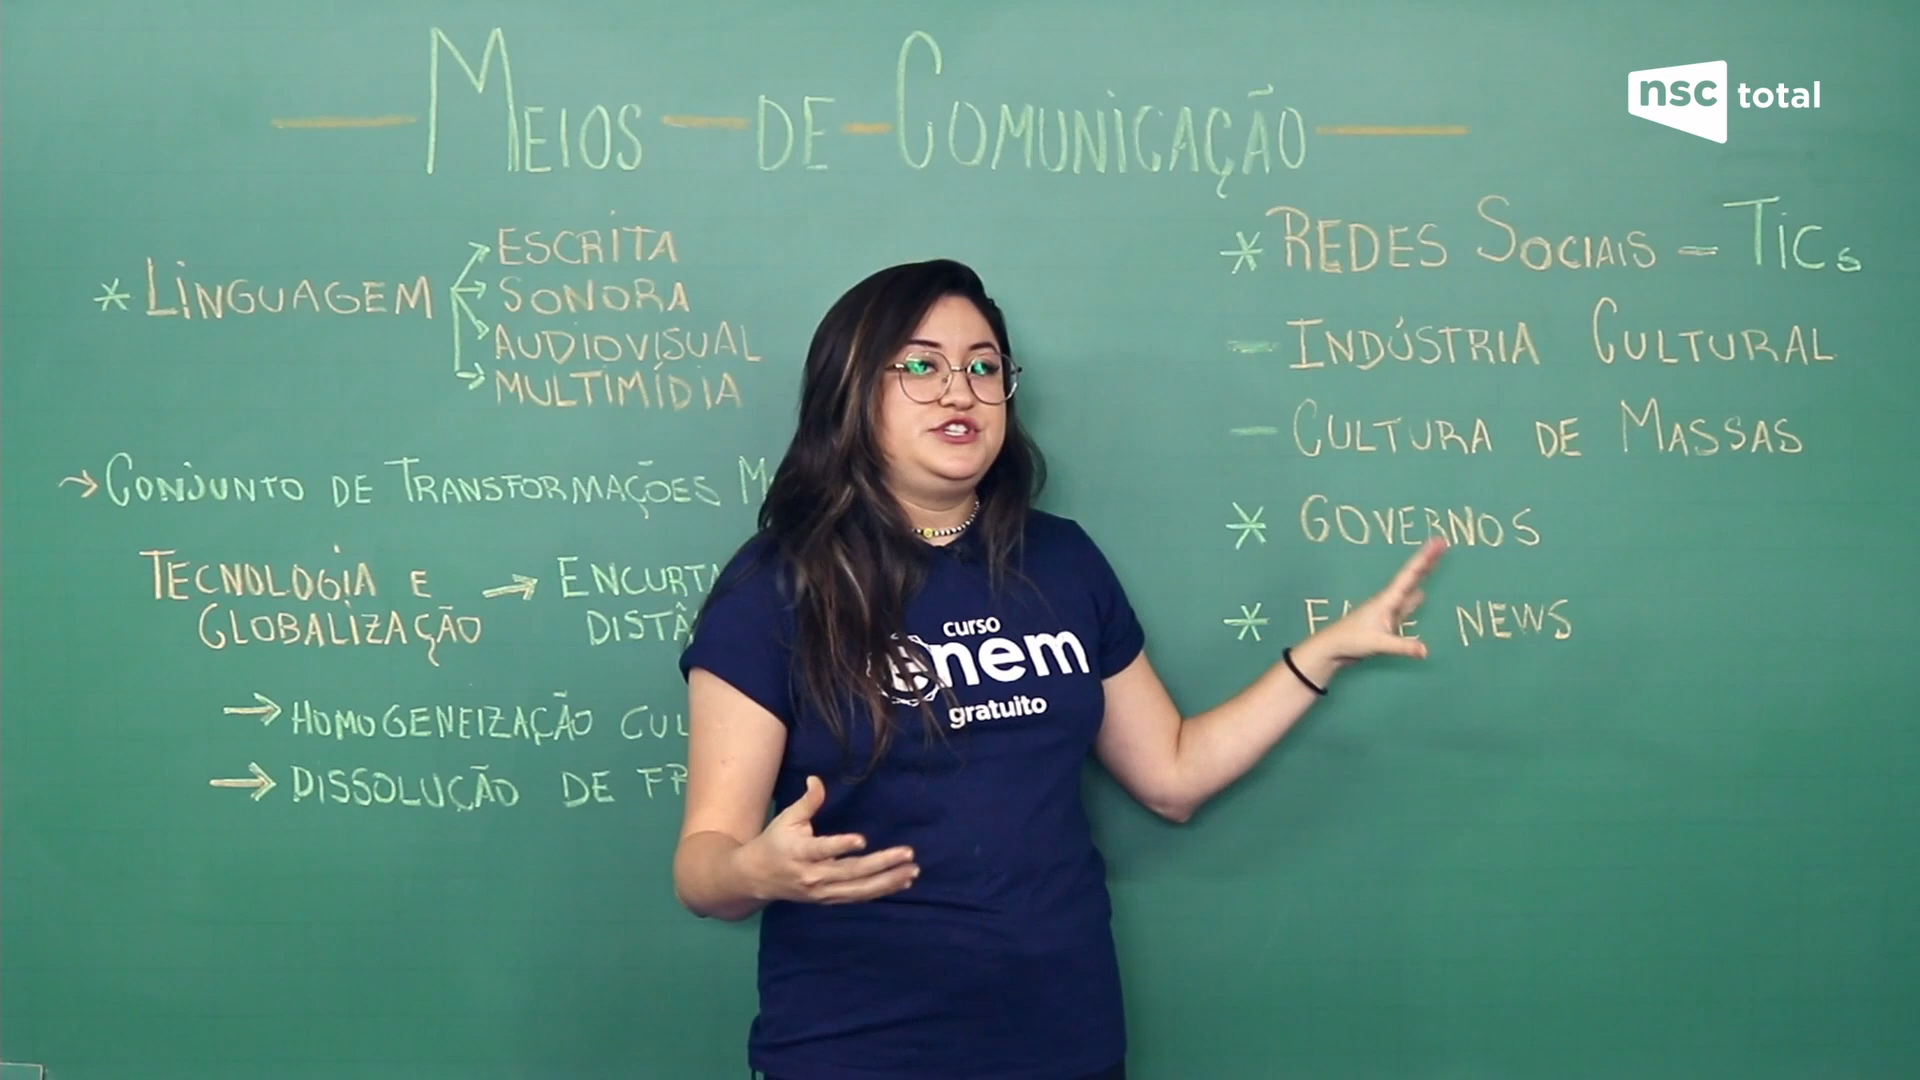 MEIOS - DE - COMUNICAÇÃO
nsc total
* LINGUAGEM
→ ESCRITA
→ SONORA
→ AUDIOVISUAL
→ MULTIMÍDIA
→ CONJUNTO DE TRANSFORMAÇÕES
TECNOLOGIA E
GLOBALIZAÇÃO
→ HOMOGENEIZAÇÃO
→ DISSOLUÇÃO DE
* REDES SOCIAIS - TICs
- INDÚSTRIA CULTURAL
- CULTURA DE MASSAS
* GOVERNOS
* NEWS
curso
enem
gratuito